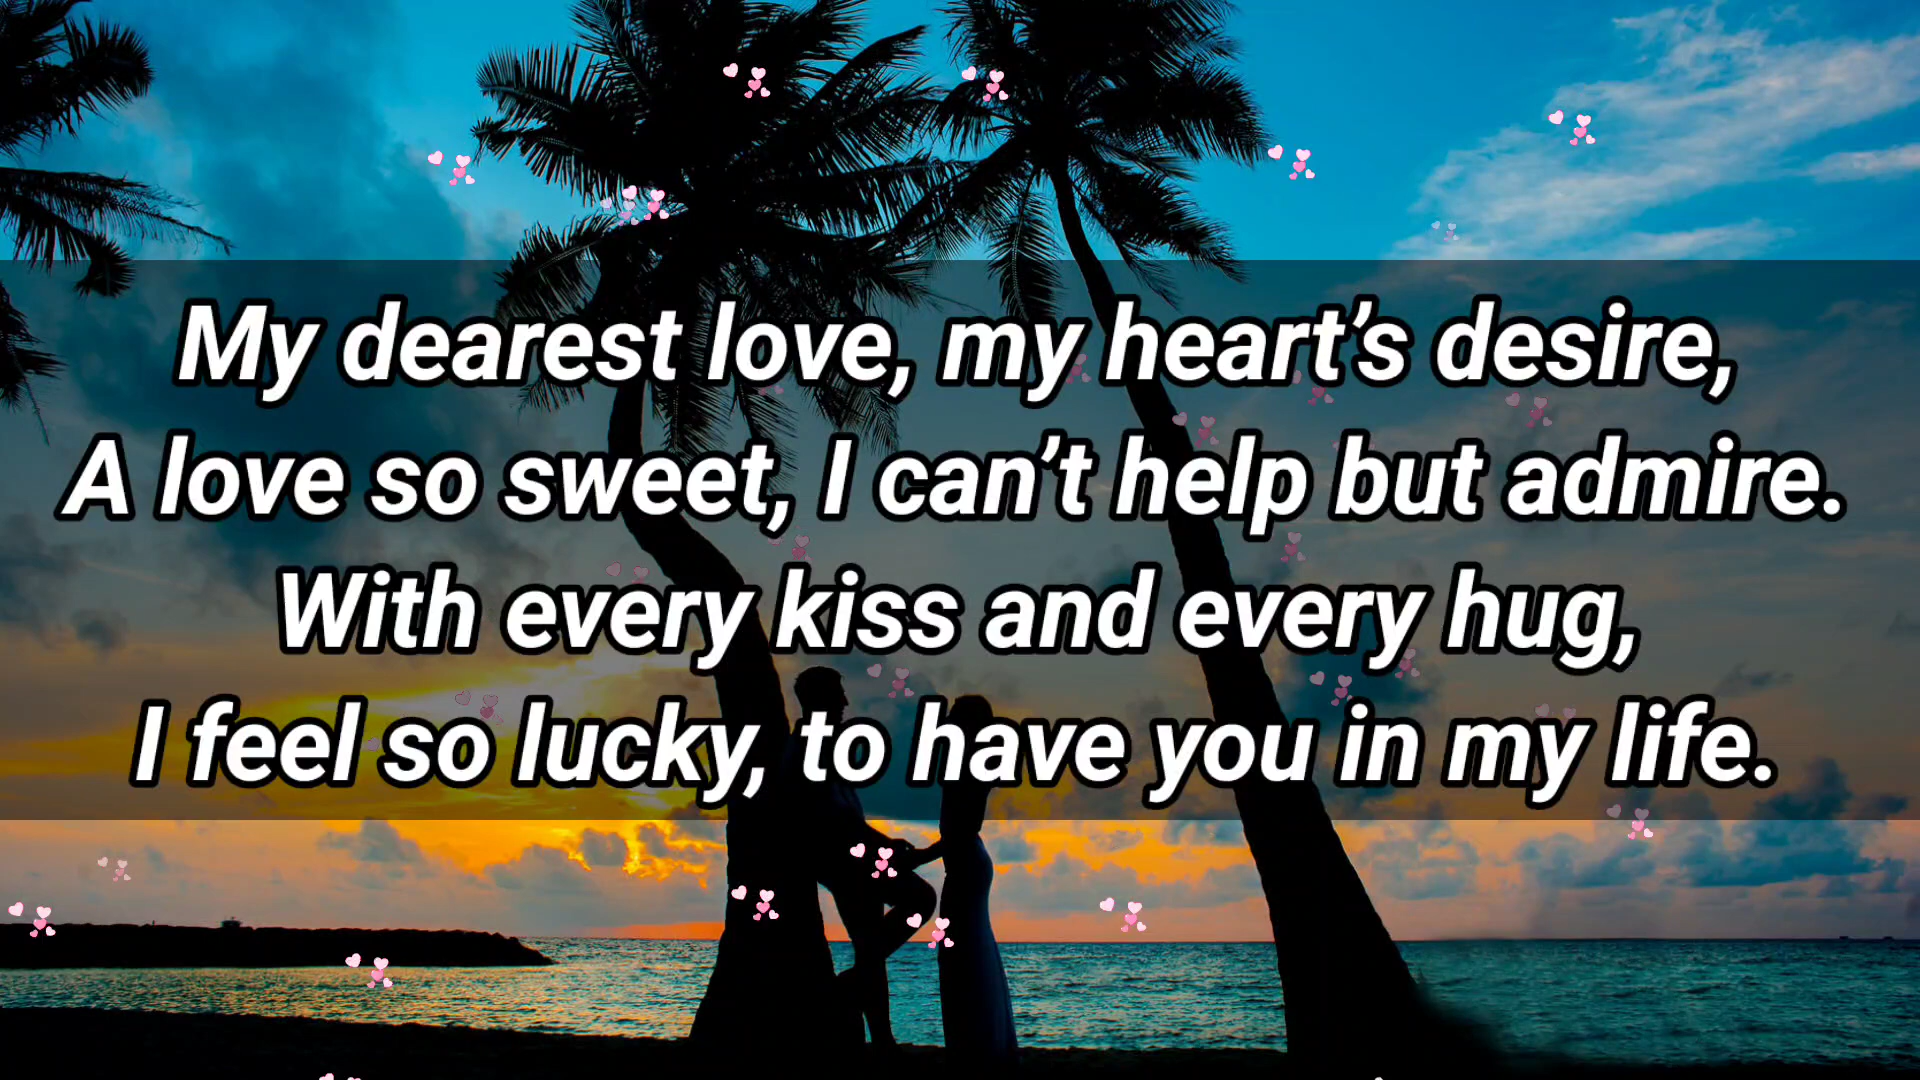 My dearest love, my heart’s desire,
A love so sweet, I can’t help but admire.
With every kiss and every hug,
I feel so lucky, to have you in my life.